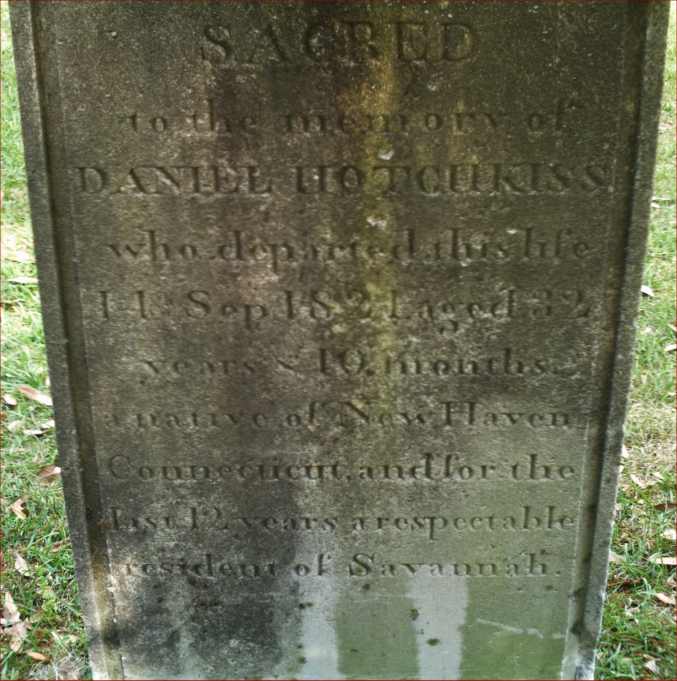 SACRED
to the memory of
DANIEL HOTCHKISS
who departed this life
Sep 1821 aged 32
years & 10 months.
a native of New Haven
Connecticut, and for the
last 12 years a respectable
resident of Savannah.